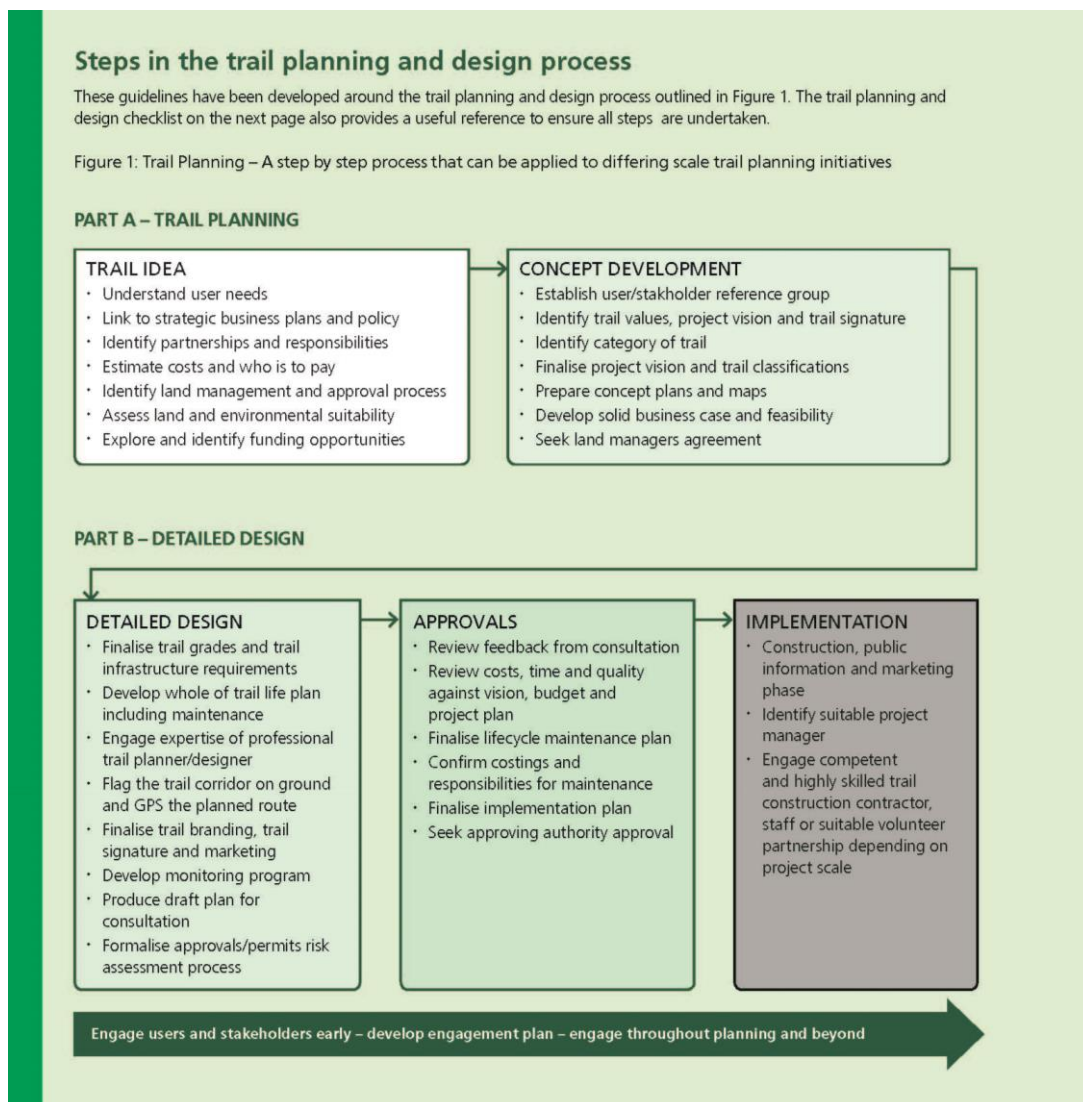 Steps in the trail planning and design process
These guidelines have been developed around the trail planning and design process outlined in Figure 1. The trail planning and
design checklist on the next page also provides a useful reference to ensure all steps are undertaken.
Figure 1: Trail Planning – A step by step process that can be applied to differing scale trail planning initiatives
PART A – TRAIL PLANNING
TRAIL IDEA
· Understand user needs
· Link to strategic business plans and policy
· Identify partnerships and responsibilities
· Estimate costs and who is to pay
· Identify land management and approval process
· Assess land and environmental suitability
· Explore and identify funding opportunities
CONCEPT DEVELOPMENT
· Establish user/stakholder reference group
· Identify trail values, project vision and trail signature
· Identify category of trail
· Finalise project vision and trail classifications
· Prepare concept plans and maps
· Develop solid business case and feasibility
· Seek land managers agreement
PART B – DETAILED DESIGN
DETAILED DESIGN
· Finalise trail grades and trail
infrastructure requirements
· Develop whole of trail life plan
including maintenance
· Engage expertise of professional
trail planner/designer
· Flag the trail corridor on ground
and GPS the planned route
· Finalise trail branding, trail
signature and marketing
· Develop monitoring program
· Produce draft plan for
consultation
· Formalise approvals/permits risk
assessment process
APPROVALS
· Review feedback from consultation
· Review costs, time and quality
against vision, budget and
project plan
· Finalise lifecycle maintenance plan
· Confirm costings and
responsibilities for maintenance
· Finalise implementation plan
· Seek approving authority approval
IMPLEMENTATION
· Construction, public
information and marketing
phase
· Identify suitable project
manager
· Engage competent
and highly skilled trail
construction contractor,
staff or suitable volunteer
partnership depending on
project scale
Engage users and stakeholders early – develop engagement plan – engage throughout planning and beyond